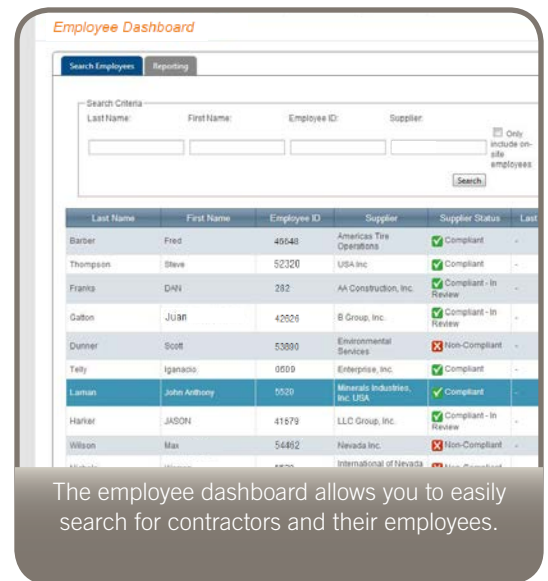 Employee Dashboard
Search Employees Reporting
Search Criteria
Last Name: First Name: Employee ID: Supplier:
Only
include on-
site
employees
Search
Last Name First Name Employee ID Supplier Supplier Status Last
Barber Fred 46648 Americas Tire Operations Compliant -
Thompson Steve 52320 USA Inc Compliant -
Franks DAN 282 AA Construction, Inc. Compliant - In Review -
Gatton Juan 42626 B Group, Inc. Compliant - In Review -
Dunner Scott 53890 Environmental Services Non-Compliant -
Telly Iganacio 0609 Enterprise, Inc. Compliant -
Laman John Anthony 5520 Minerals Industries, Inc. USA Compliant -
Harker JASON 41679 LLC Group, Inc. Compliant - In Review -
Wilson Max 54462 Nevada Inc. Non-Compliant -
International of Nevada
The employee dashboard allows you to easily
search for contractors and their employees.